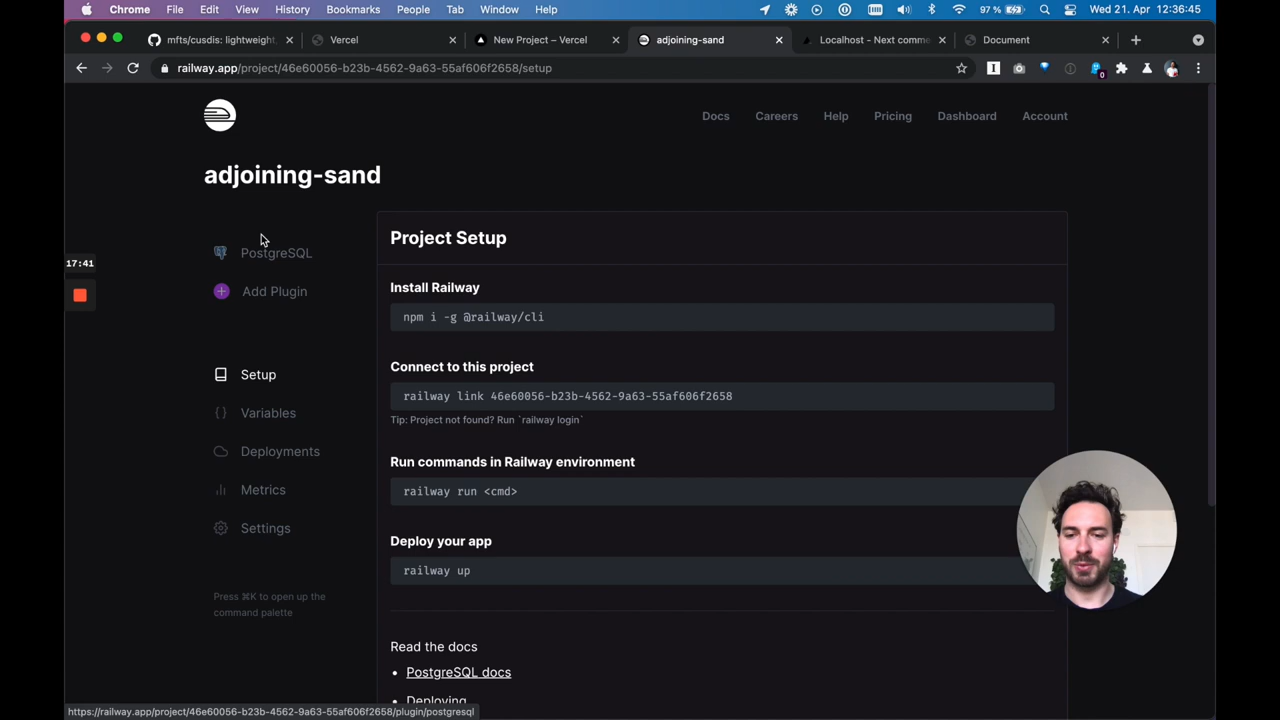 Chrome File Edit View History Bookmarks People Tab Window Help 97 % Wed 21. Apr 12:36:45
mfts/cusdis: lightweight, Vercel New Project – Vercel adjoining-sand Localhost - Next comme Document
railway.app/project/46e60056-b23b-4562-9a63-55af606f2658/setup
0
Docs Careers Help Pricing Dashboard Account
adjoining-sand
PostgreSQL
Add Plugin
Setup
Variables
Deployments
Metrics
Settings
Press ⌘K to open up the
command palette
17:41
Project Setup
Install Railway
npm i -g @railway/cli
Connect to this project
railway link 46e60056-b23b-4562-9a63-55af606f2658
Tip: Project not found? Run `railway login`
Run commands in Railway environment
railway run <cmd>
Deploy your app
railway up
Read the docs
• PostgreSQL docs
• Deploying
https://railway.app/project/46e60056-b23b-4562-9a63-55af606f2658/plugin/postgresql